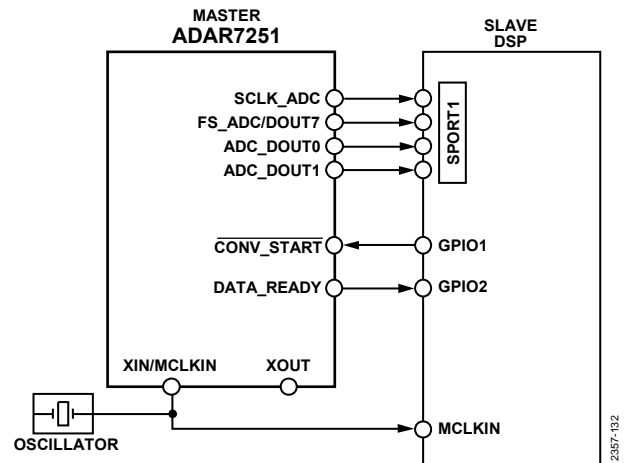 MASTER
ADAR7251
SLAVE
DSP
SCLK_ADC
FS_ADC/DOUT7
ADC_DOUT0
ADC_DOUT1
SPORT1
CONV_START
GPIO1
DATA_READY
GPIO2
XIN/MCLKIN
XOUT
OSCILLATOR
MCLKIN
2357-132